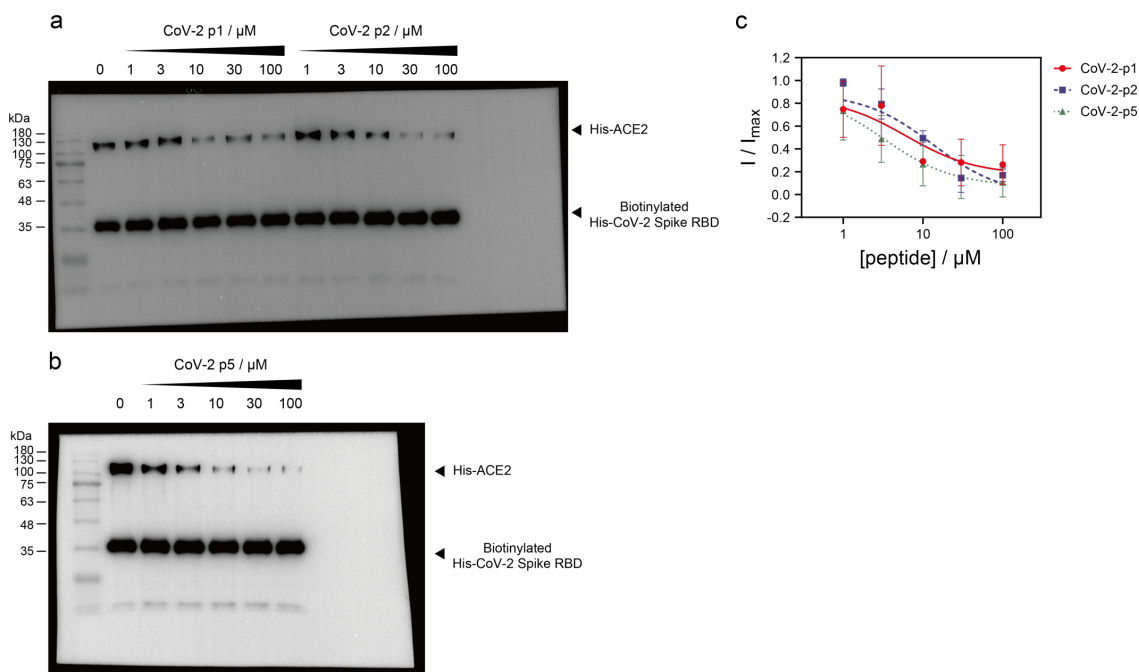 a
CoV-2 p1 / µM
CoV-2 p2 / µM
0 1 3 10 30 100 1 3 10 30 100
kDa
180
130
100
75
63
48
35
His-ACE2
Biotinylated
His-CoV-2 Spike RBD
b
CoV-2 p5 / µM
0 1 3 10 30 100
kDa
180
130
100
75
63
48
35
His-ACE2
Biotinylated
His-CoV-2 Spike RBD
c
I / Imax
1.2
1.0
0.8
0.6
0.4
0.2
0.0
-0.2
1 10 100
[peptide] / µM
CoV-2-p1
CoV-2-p2
CoV-2-p5